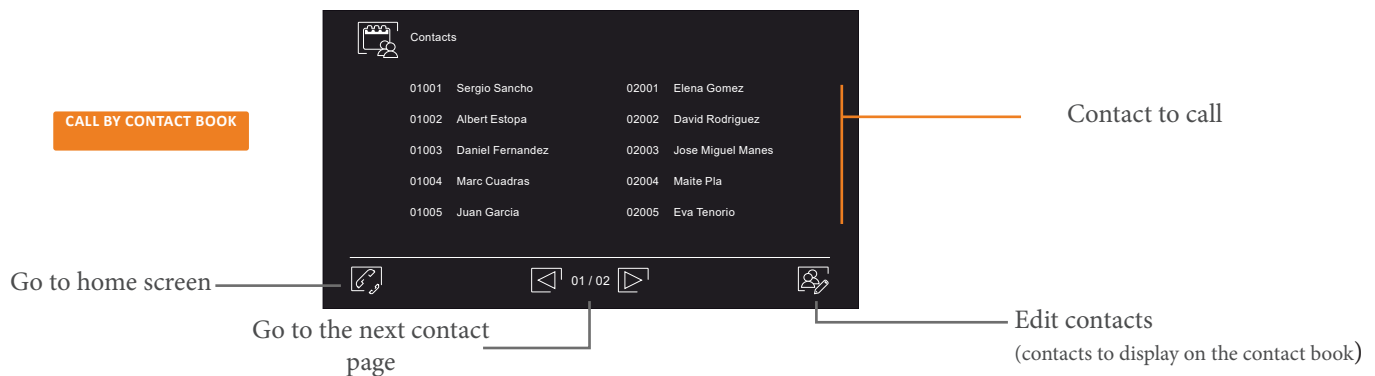 Contacts
01001 Sergio Sancho 02001 Elena Gomez
01002 Albert Estopa 02002 David Rodriguez
01003 Daniel Fernandez 02003 Jose Miguel Manes
01004 Marc Cuadras 02004 Maite Pla
01005 Juan Garcia 02005 Eva Tenorio
01 / 02
CALL BY CONTACT BOOK
Contact to call
Go to home screen
Go to the next contact
page
Edit contacts
(contacts to display on the contact book)